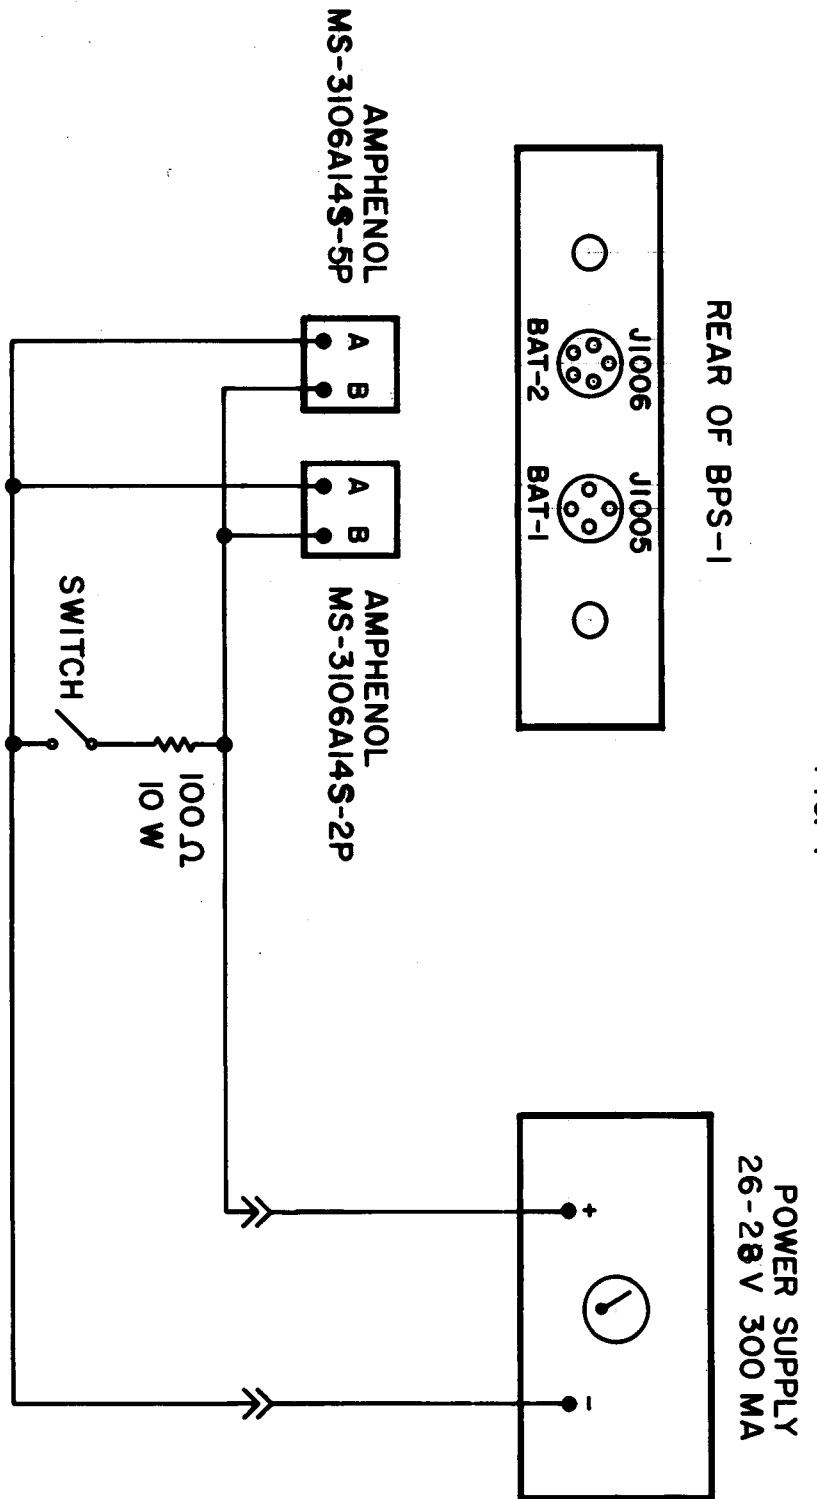 REAR OF BPS-1
J1006
J1005
BAT-2
BAT-1
AMPHENOL
MS-3106A14S-5P
A
B
A
B
AMPHENOL
MS-3106A14S-2P
SWITCH
100 Ω
10 W
POWER SUPPLY
26-28 V 300 MA
+
-